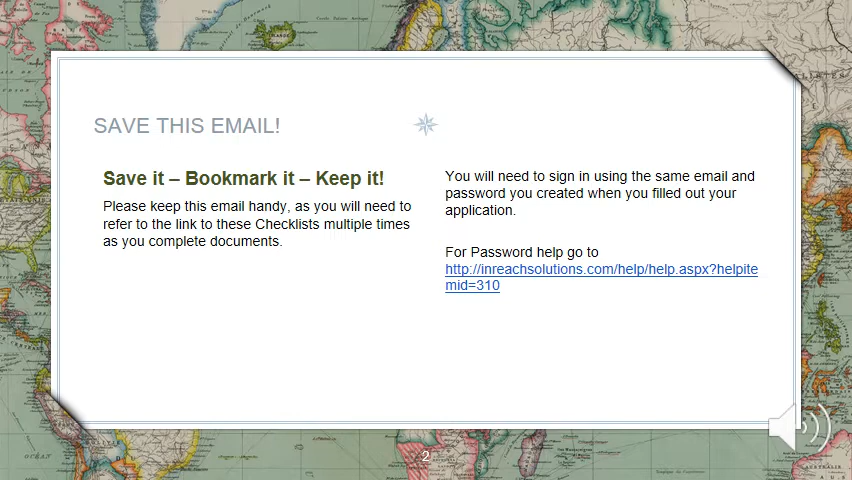 SAVE THIS EMAIL!
Save it – Bookmark it – Keep it!
Please keep this email handy, as you will need to
refer to the link to these Checklists multiple times
as you complete documents.
You will need to sign in using the same email and
password you created when you filled out your
application.
For Password help go to
http://inreachsolutions.com/help/help.aspx?helpite
mid=310
OCÉAN
2